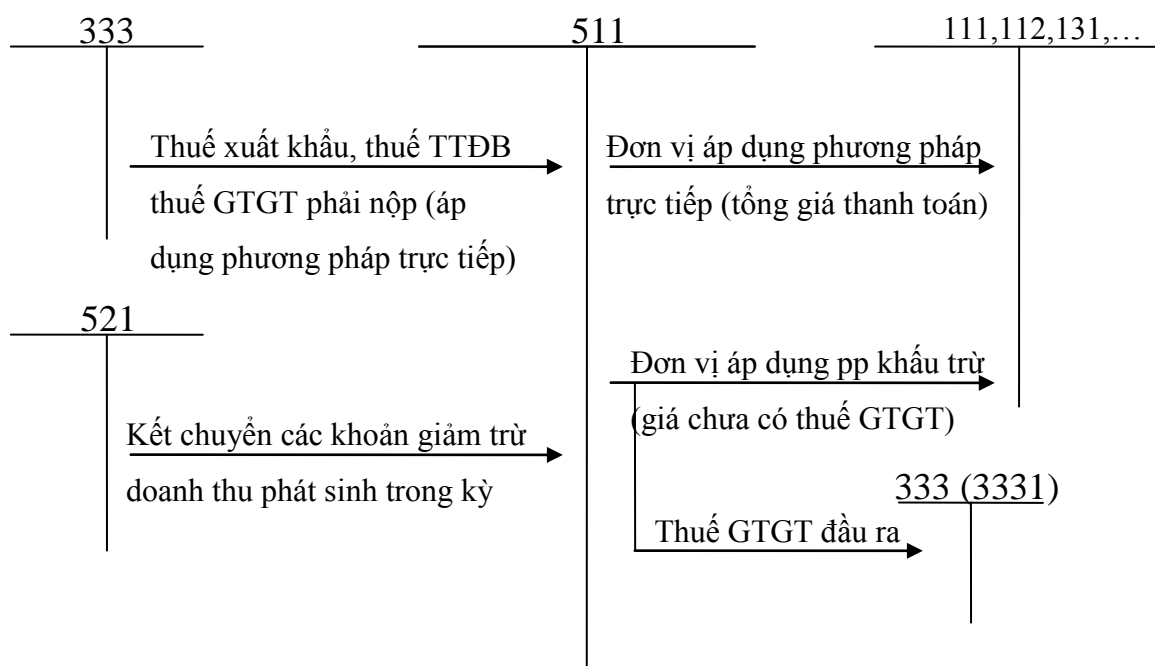 333
511
111,112,131,…
Thuế xuất khẩu, thuế TTĐB
thuế GTGT phải nộp (áp
dụng phương pháp trực tiếp)
Đơn vị áp dụng phương pháp
trực tiếp (tổng giá thanh toán)
521
Kết chuyển các khoản giảm trừ
doanh thu phát sinh trong kỳ
Đơn vị áp dụng pp khấu trừ
(giá chưa có thuế GTGT)
333 (3331)
Thuế GTGT đầu ra